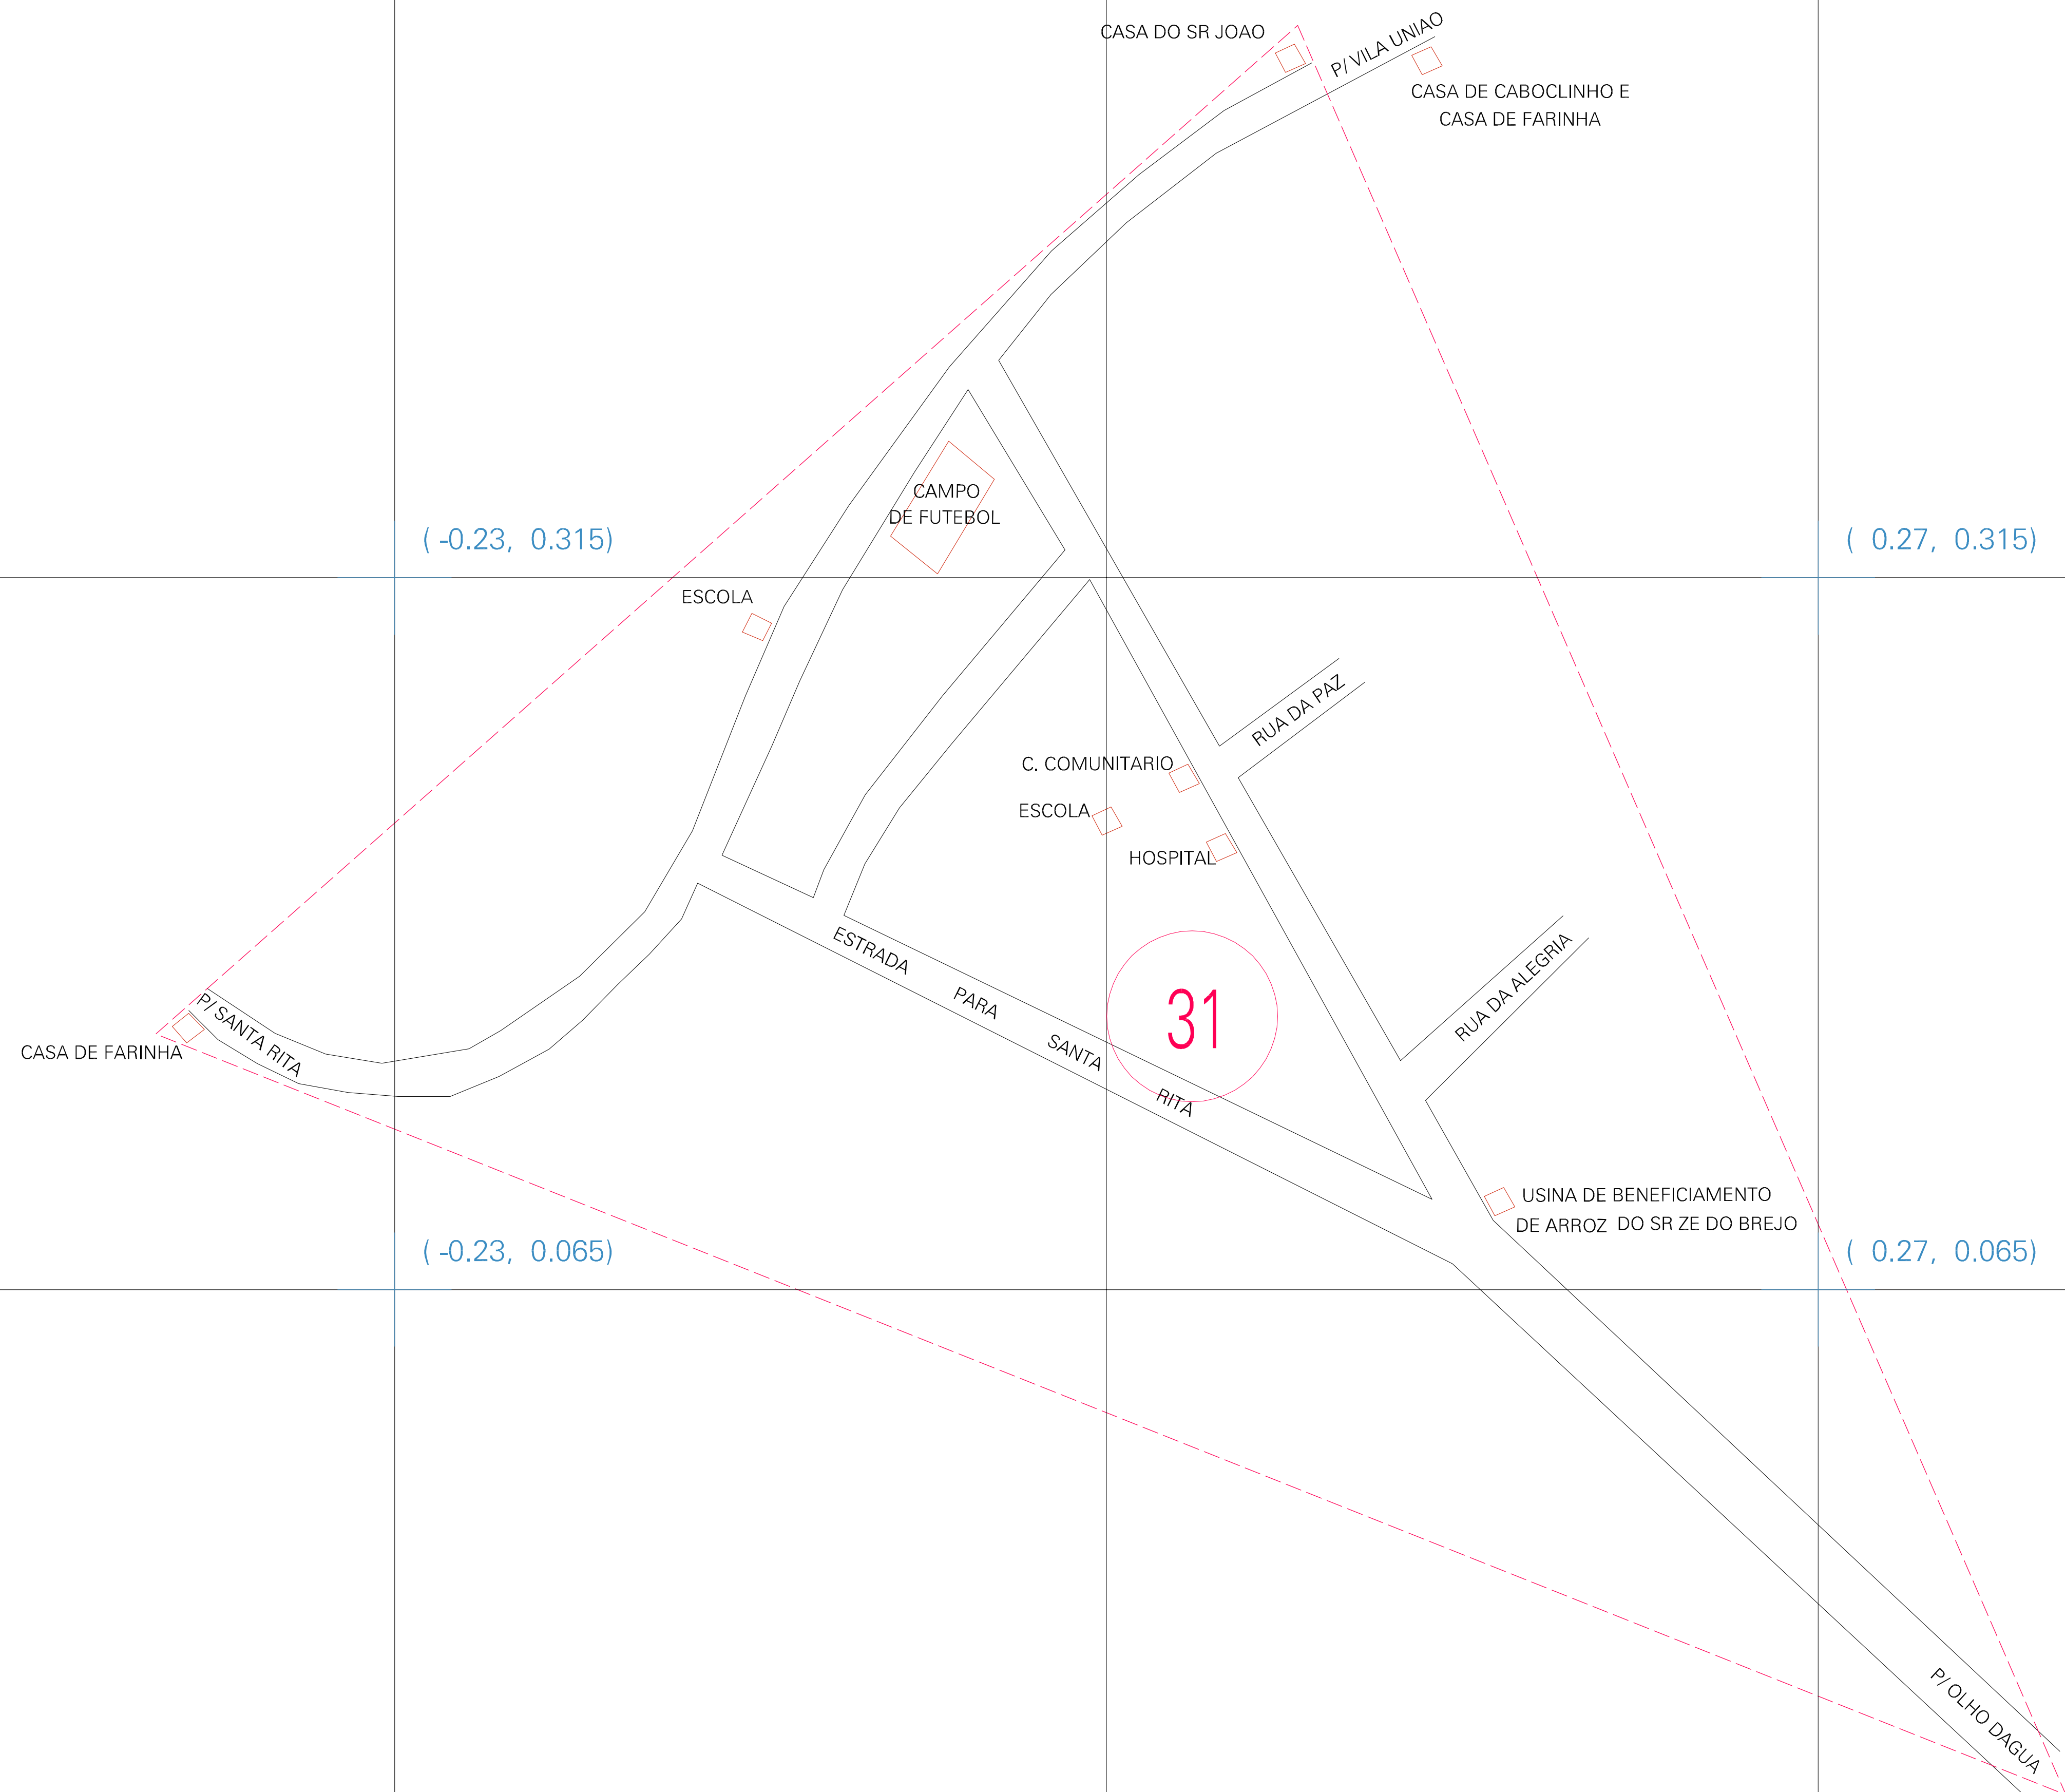 CASA DO SR JOAO
P/ VILA UNIAO
CASA DE CABOCLINHO E
CASA DE FARINHA
CAMPO
DE FUTEBOL
( -0.23, 0.315)
( 0.27, 0.315)
ESCOLA
RUA DA PAZ
C. COMUNITARIO
ESCOLA
HOSPITAL
RUA DA ALEGRIA
ESTRADA PARA SANTA RITA
31
P/ SANTA RITA
CASA DE FARINHA
USINA DE BENEFICIAMENTO
DE ARROZ DO SR ZE DO BREJO
( -0.23, 0.065)
( 0.27, 0.065)
P/ OLHO DAGUA